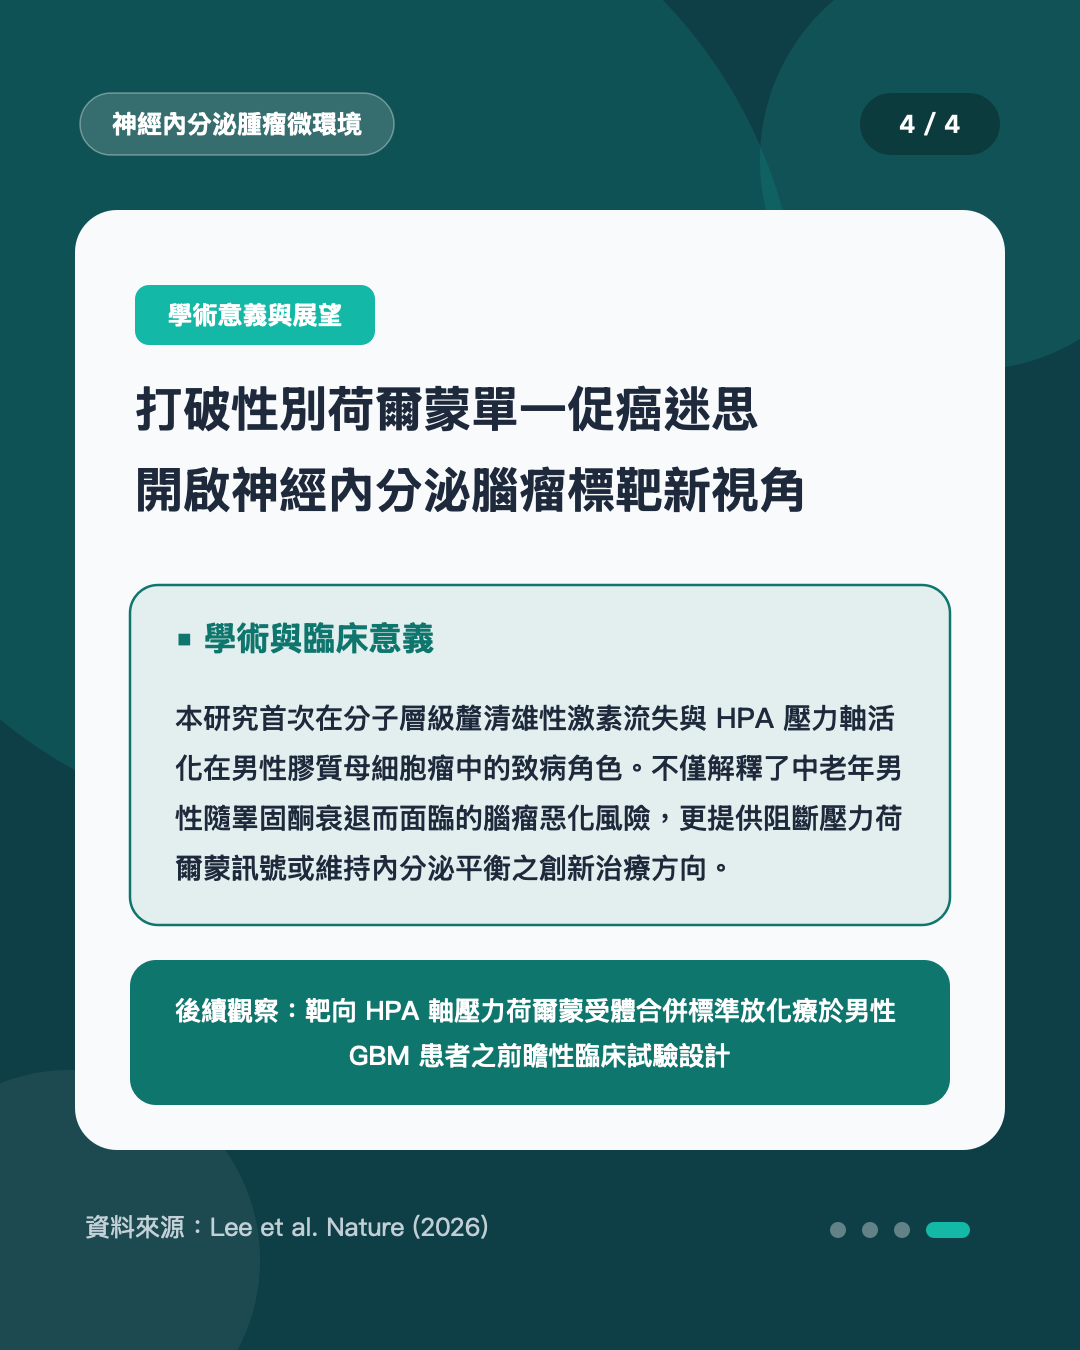 神經內分泌腫瘤微環境
4 / 4
學術意義與展望
打破性別荷爾蒙單一促癌迷思
開啟神經內分泌腦瘤標靶新視角
▪ 學術與臨床意義
本研究首次在分子層級釐清雄性激素流失與 HPA 壓力軸活
化在男性膠質母細胞瘤中的致病角色。不僅解釋了中老年男
性隨睪固酮衰退而面臨的腦瘤惡化風險，更提供阻斷壓力荷
爾蒙訊號或維持內分泌平衡之創新治療方向。
後續觀察：靶向 HPA 軸壓力荷爾蒙受體合併標準放化療於男性
GBM 患者之前瞻性臨床試驗設計
資料來源：Lee et al. Nature (2026)